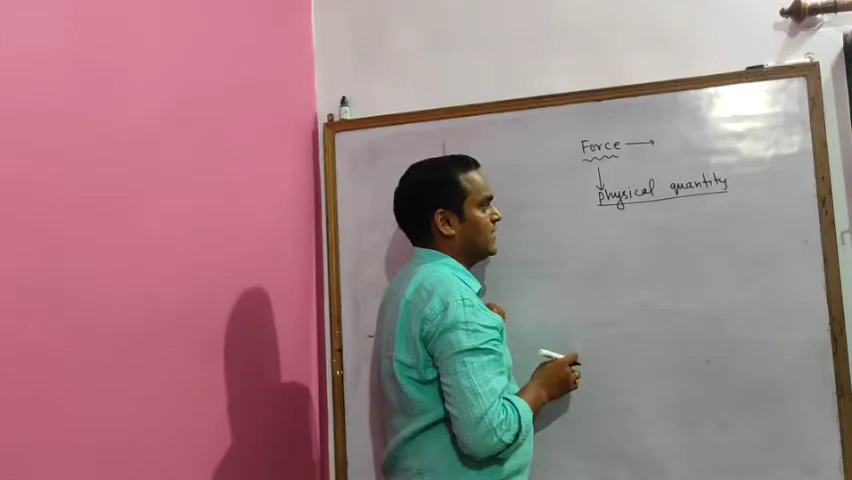 Force →
↓
physical quantity